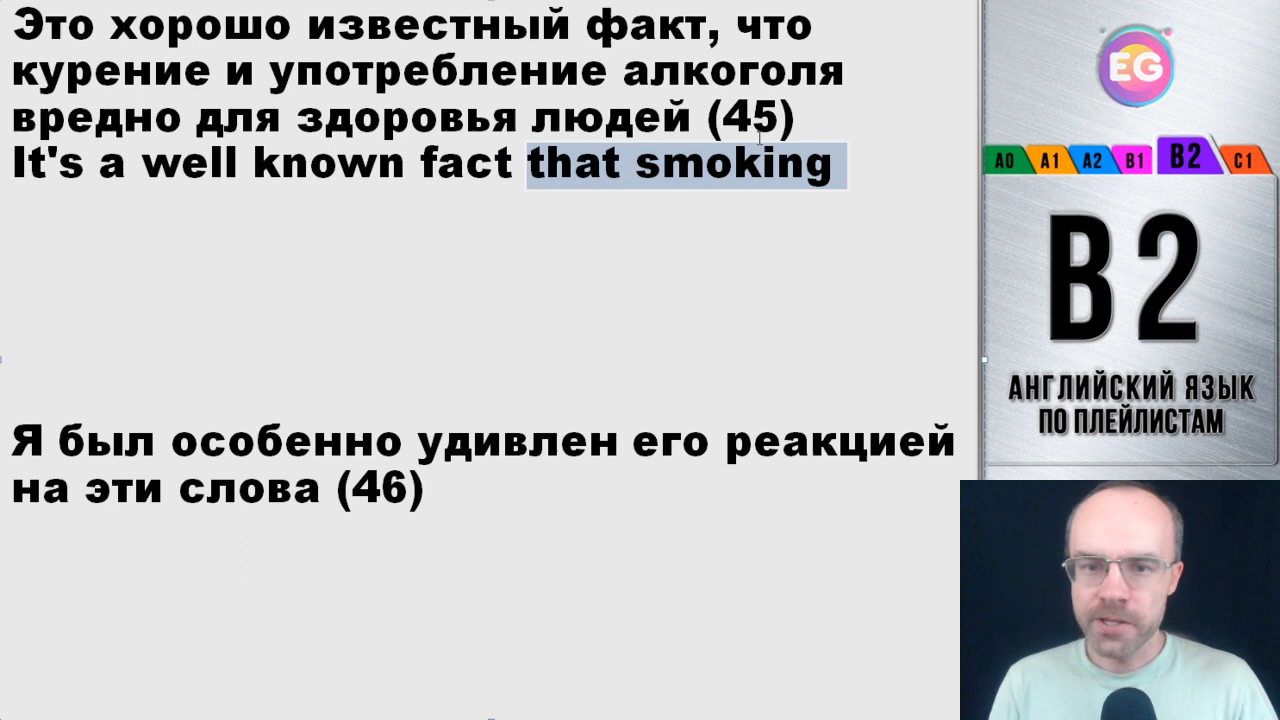 Это хорошо известный факт, что
курение и употребление алкоголя
вредно для здоровья людей (45)
It's a well known fact that smoking
Я был особенно удивлен его реакцией
на эти слова (46)
EG
A0 A1 A2 B1 B2 C1
B2
АНГЛИЙСКИЙ ЯЗЫК
ПО ПЛЕЙЛИСТАМ